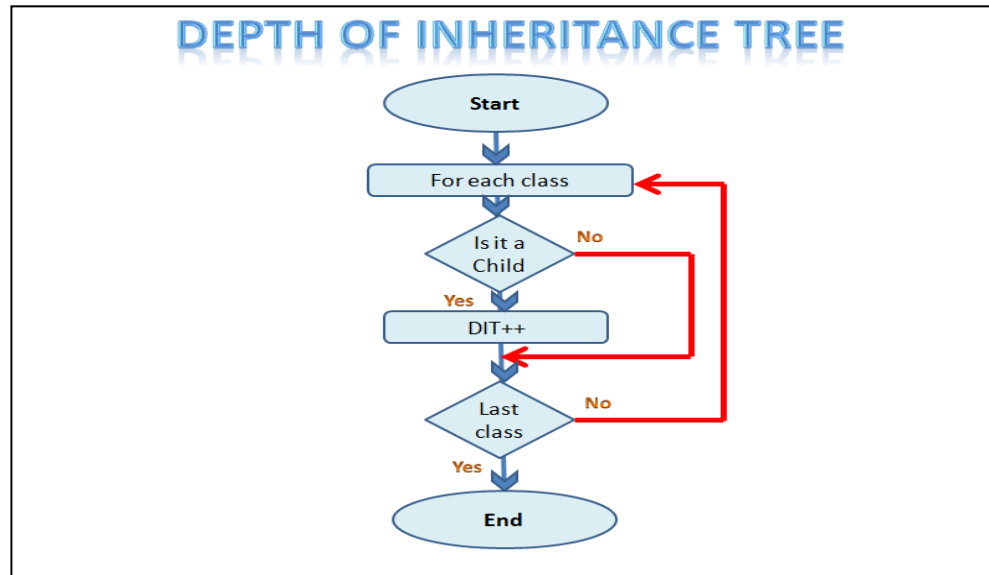 DEPTH OF INHERITANCE TREE
Start
For each class
Is it a
Child
No
Yes
DIT++
Last
class
No
Yes
End